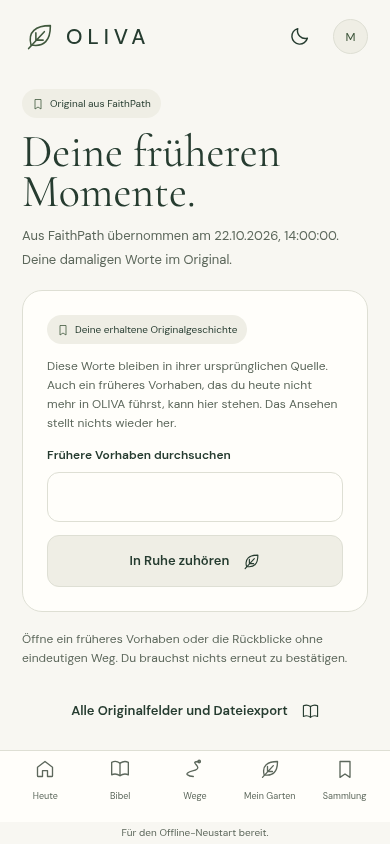 OLIVA
M
Original aus FaithPath
Deine früheren
Momente.
Aus FaithPath übernommen am 22.10.2026, 14:00:00.
Deine damaligen Worte im Original.
Deine erhaltene Originalgeschichte
Diese Worte bleiben in ihrer ursprünglichen Quelle.
Auch ein früheres Vorhaben, das du heute nicht
mehr in OLIVA führst, kann hier stehen. Das Ansehen
stellt nichts wieder her.
Frühere Vorhaben durchsuchen
In Ruhe zuhören
Öffne ein früheres Vorhaben oder die Rückblicke ohne
eindeutigen Weg. Du brauchst nichts erneut zu bestätigen.
Alle Originalfelder und Dateiexport
Heute Bibel Wege Mein Garten Sammlung
Für den Offline-Neustart bereit.